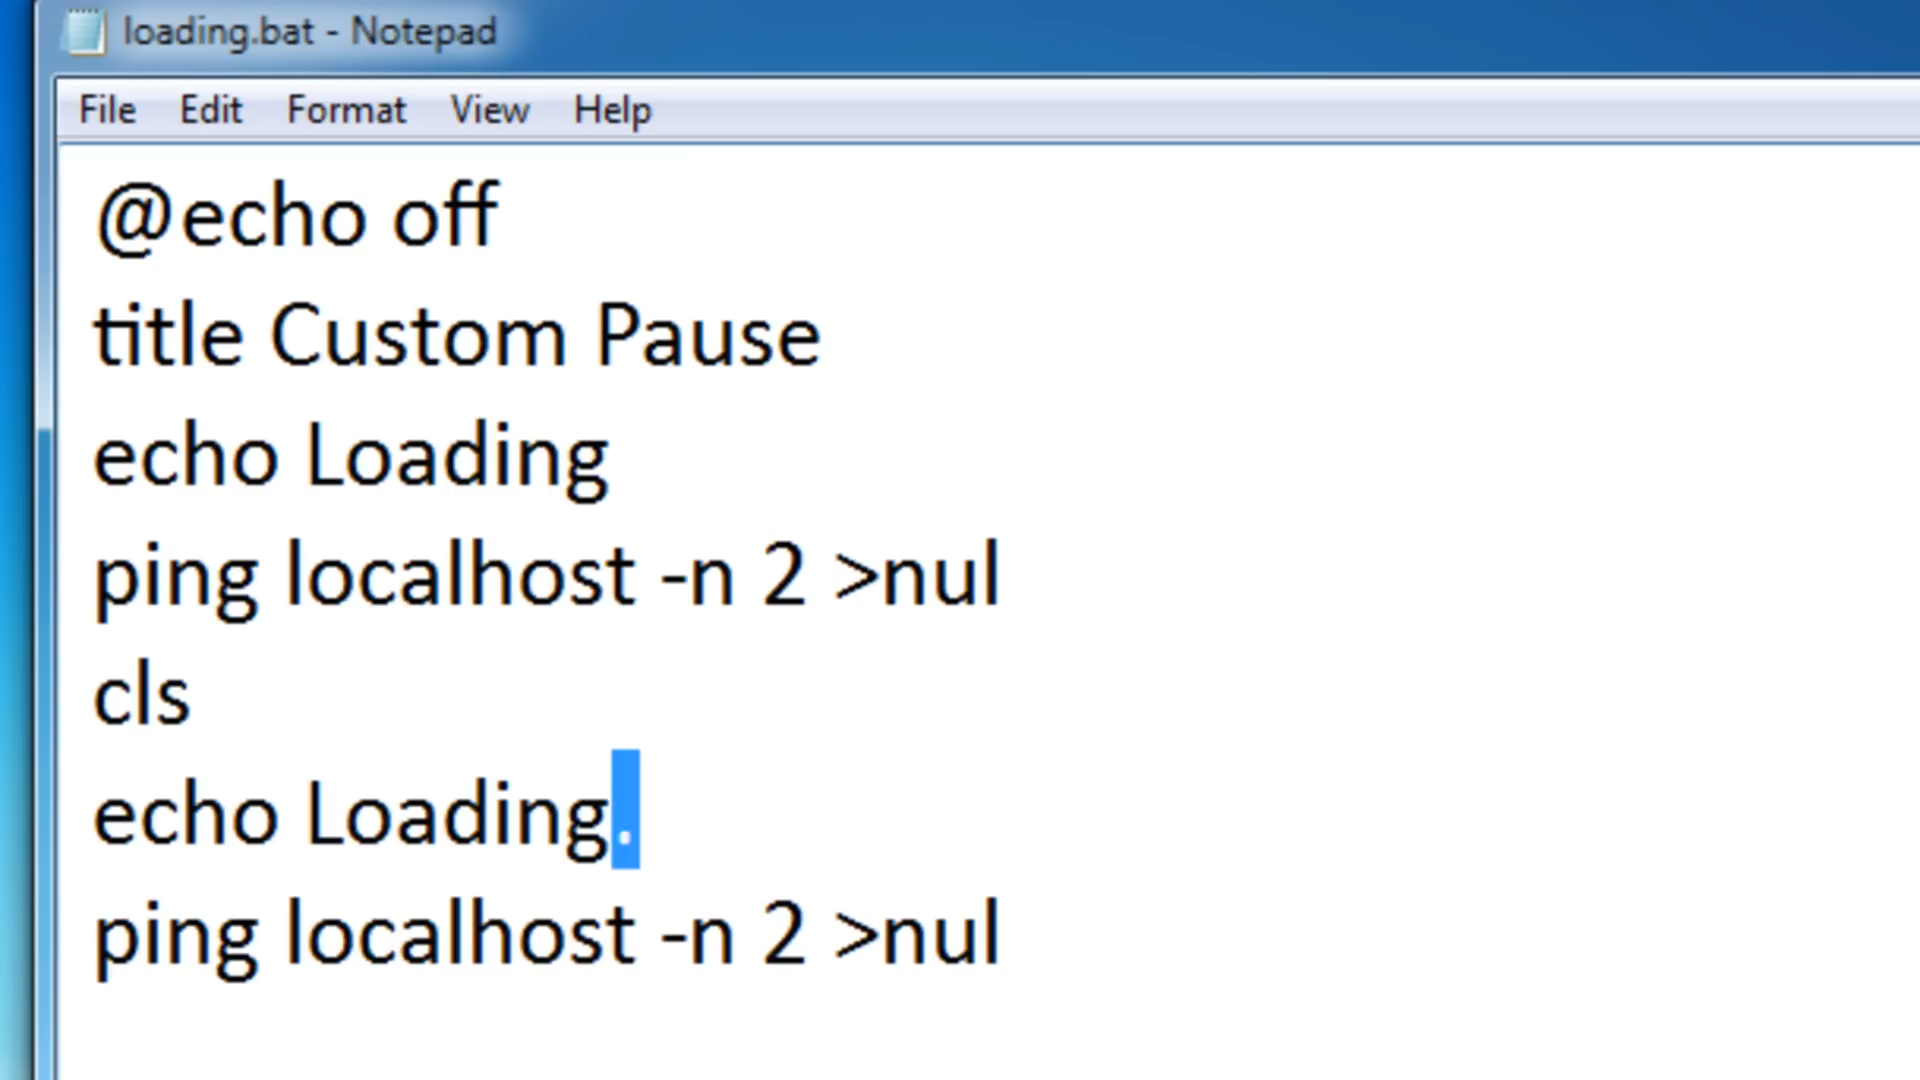 loading.bat - Notepad
File Edit Format View Help
@echo off
title Custom Pause
echo Loading
ping localhost -n 2 >nul
cls
echo Loading.
ping localhost -n 2 >nul